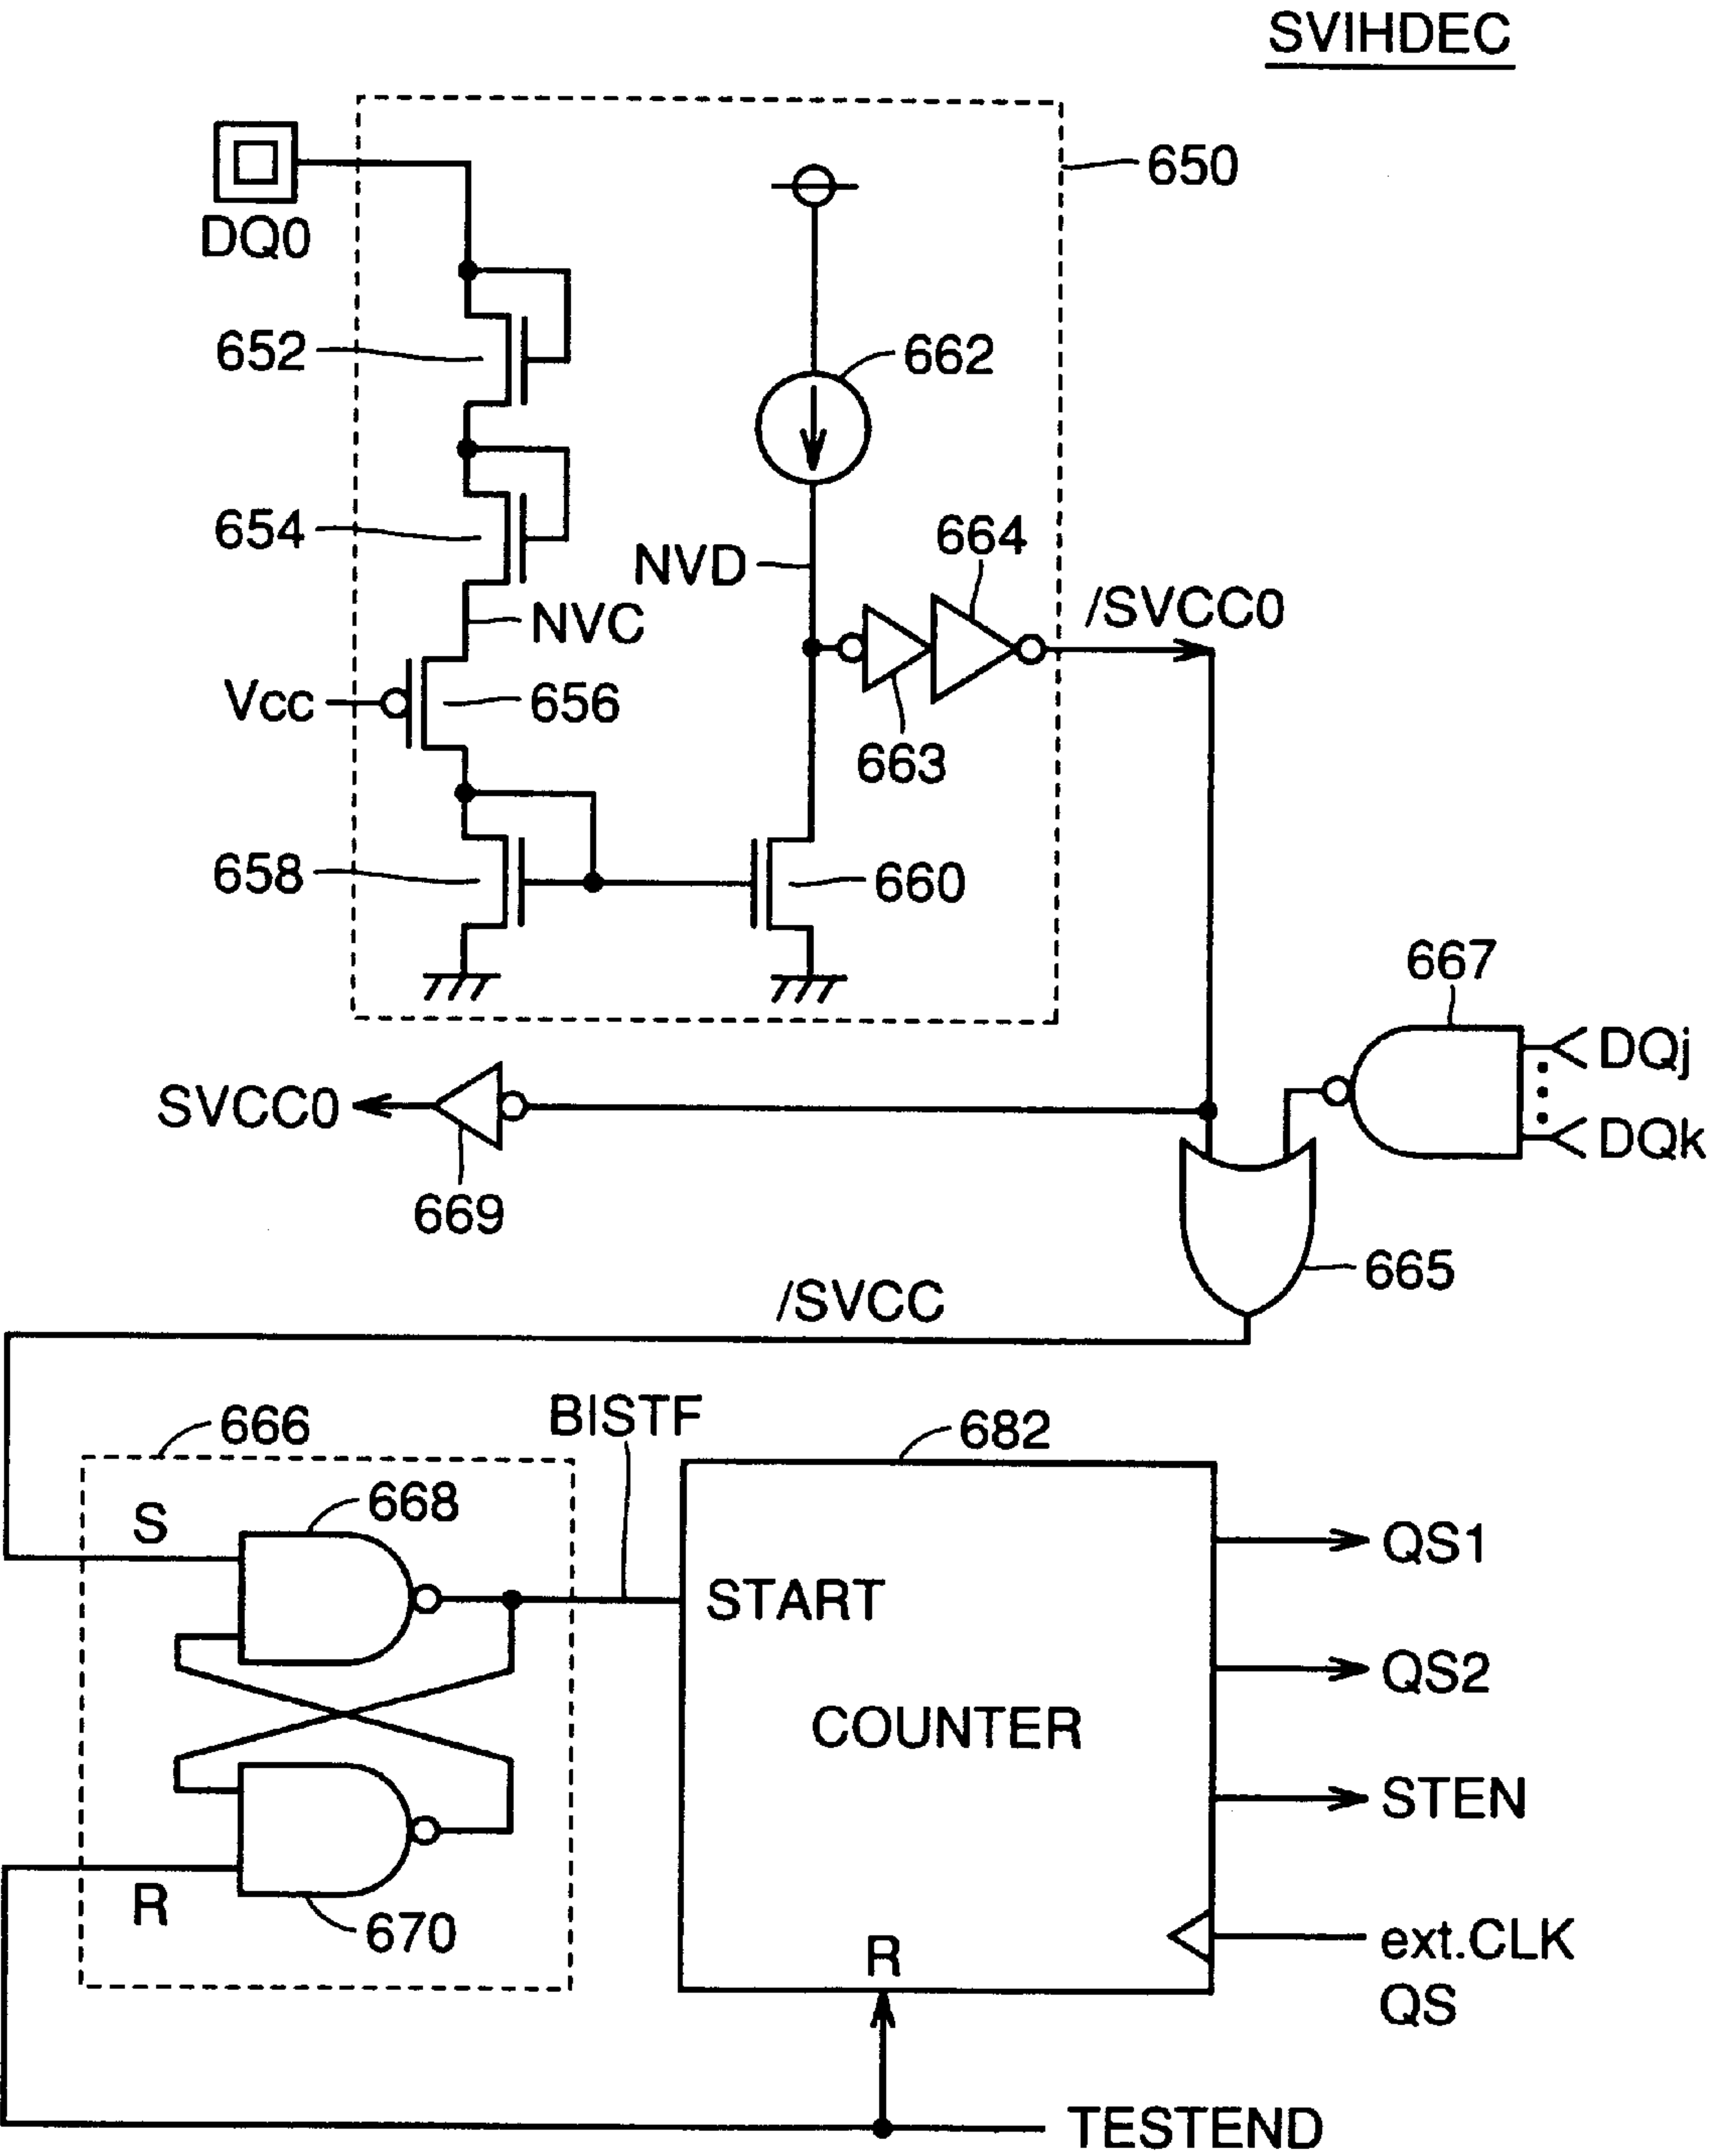 SVIHDEC
650
DQ0
652
662
654
664
NVD
/SVCC0
NVC
Vcc
656
663
658
660
667
DQj
SVCC0
DQk
669
665
/SVCC
BISTF
666
682
668
S
QS1
START
QS2
COUNTER
STEN
R
670
R
ext.CLK
QS
TESTEND